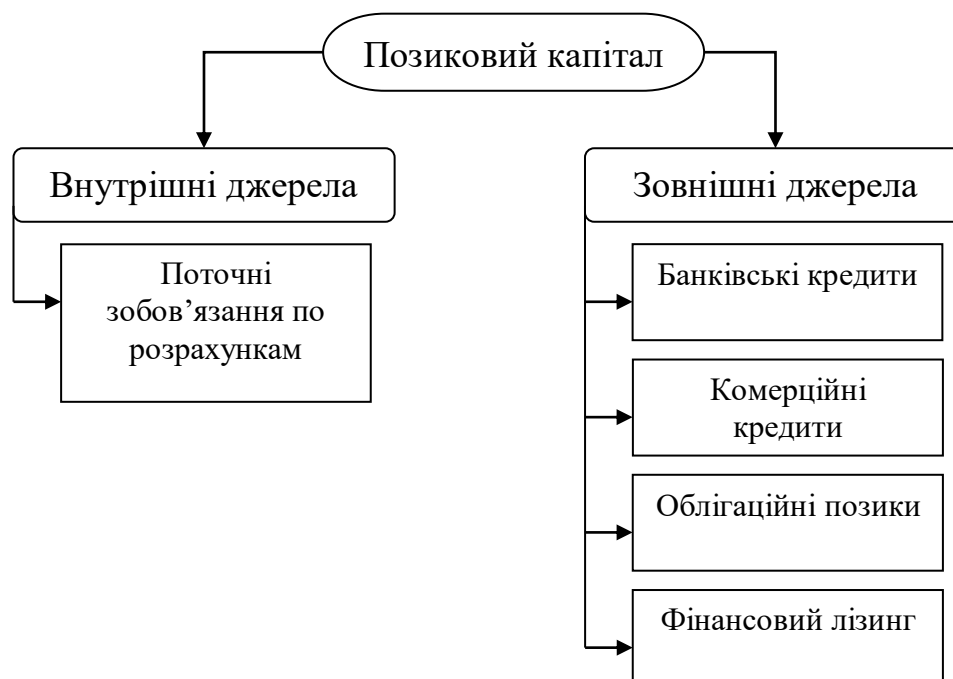 Позиковий капітал
Внутрішні джерела
Поточні
зобов’язання по
розрахункам
Зовнішні джерела
Банківські кредити
Комерційні
кредити
Облігаційні позики
Фінансовий лізинг